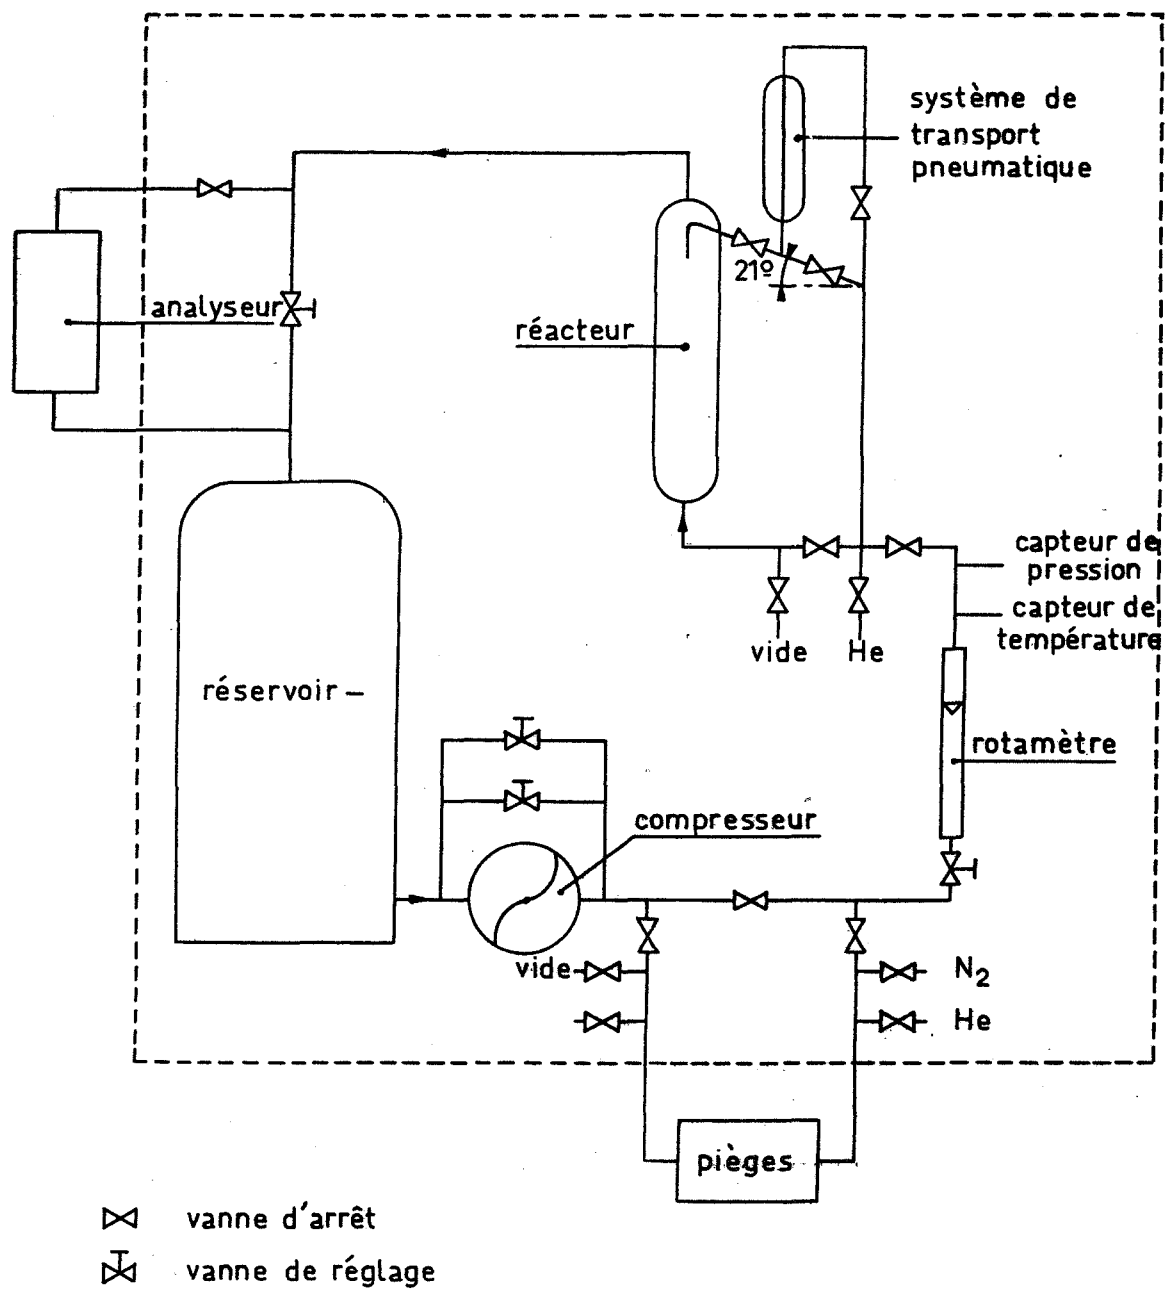 système de
transport
pneumatique
21º
analyseur
réacteur
capteur de
pression
capteur de
température
vide
He
réservoir
rotamètre
compresseur
vide
N2
He
pièges
vanne d'arrêt
vanne de réglage